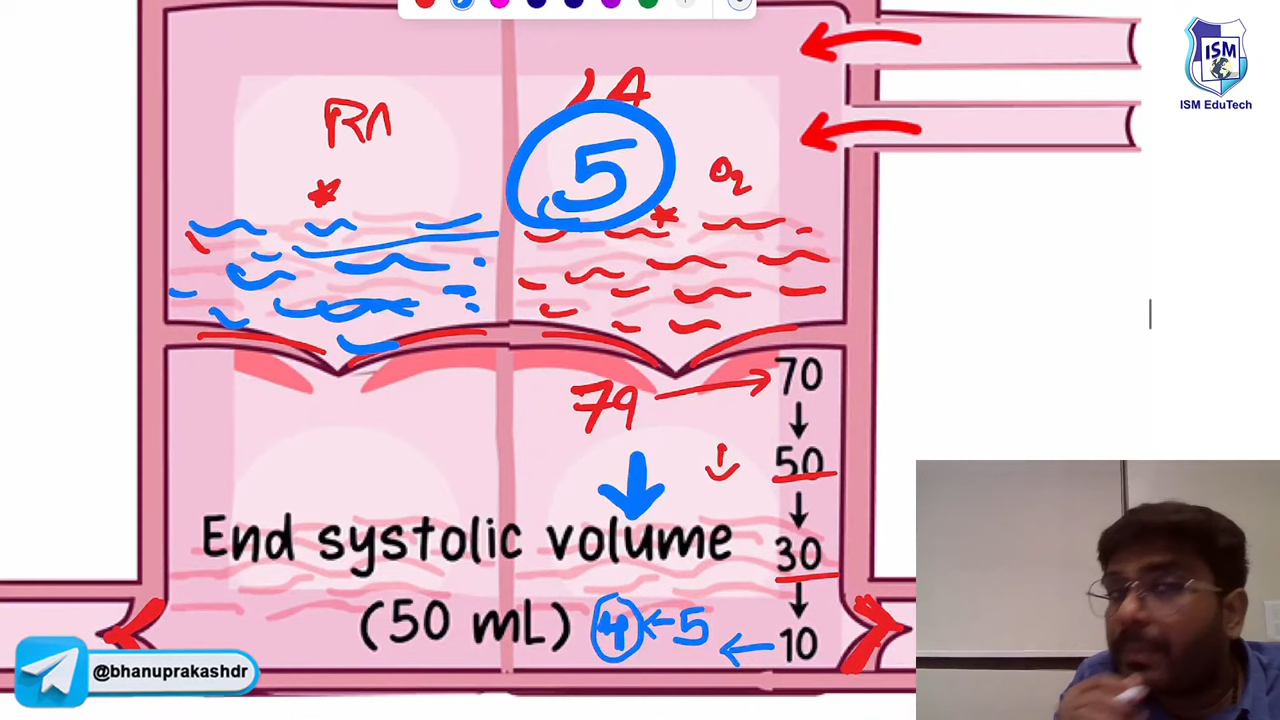 ISM
ISM EduTech
RA
LA
5
O2
79 → 70
50
30
End systolic volume
(50 mL) 4 ← 5 ← 10
@bhanuprakashdr